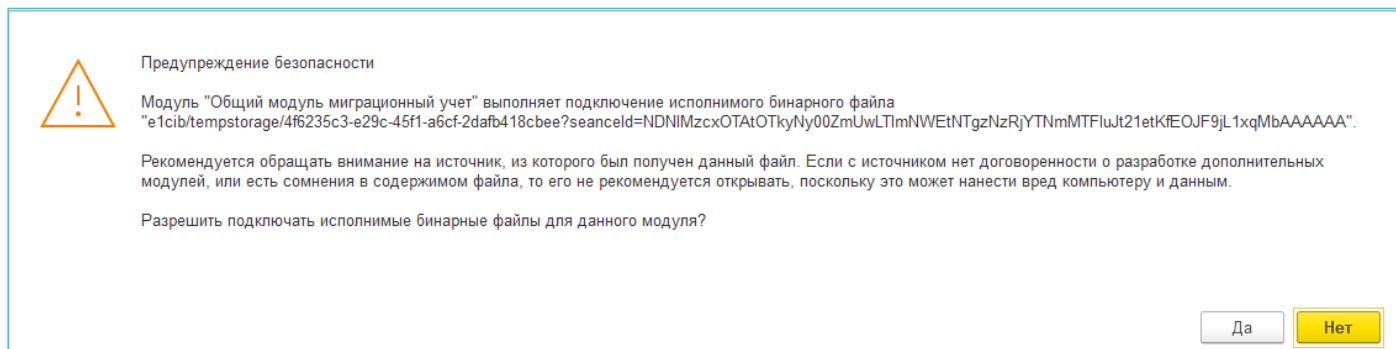 Предупреждение безопасности
Модуль "Общий модуль миграционный учет" выполняет подключение исполнимого бинарного файла
"e1cib/tempstorage/4f6235c3-e29c-45f1-a6cf-2dafb418cbee?seanceId=NDNlMzcxOTAtOTkyNy00ZmUwLTlmNWEtNTgzNzRjYTNmMTFluJt21etKfEOJF9jL1xqMbAAAAAA".
Рекомендуется обращать внимание на источник, из которого был получен данный файл. Если с источником нет договоренности о разработке дополнительных
модулей, или есть сомнения в содержимом файла, то его не рекомендуется открывать, поскольку это может нанести вред компьютеру и данным.
Разрешить подключать исполнимые бинарные файлы для данного модуля?
Да Нет